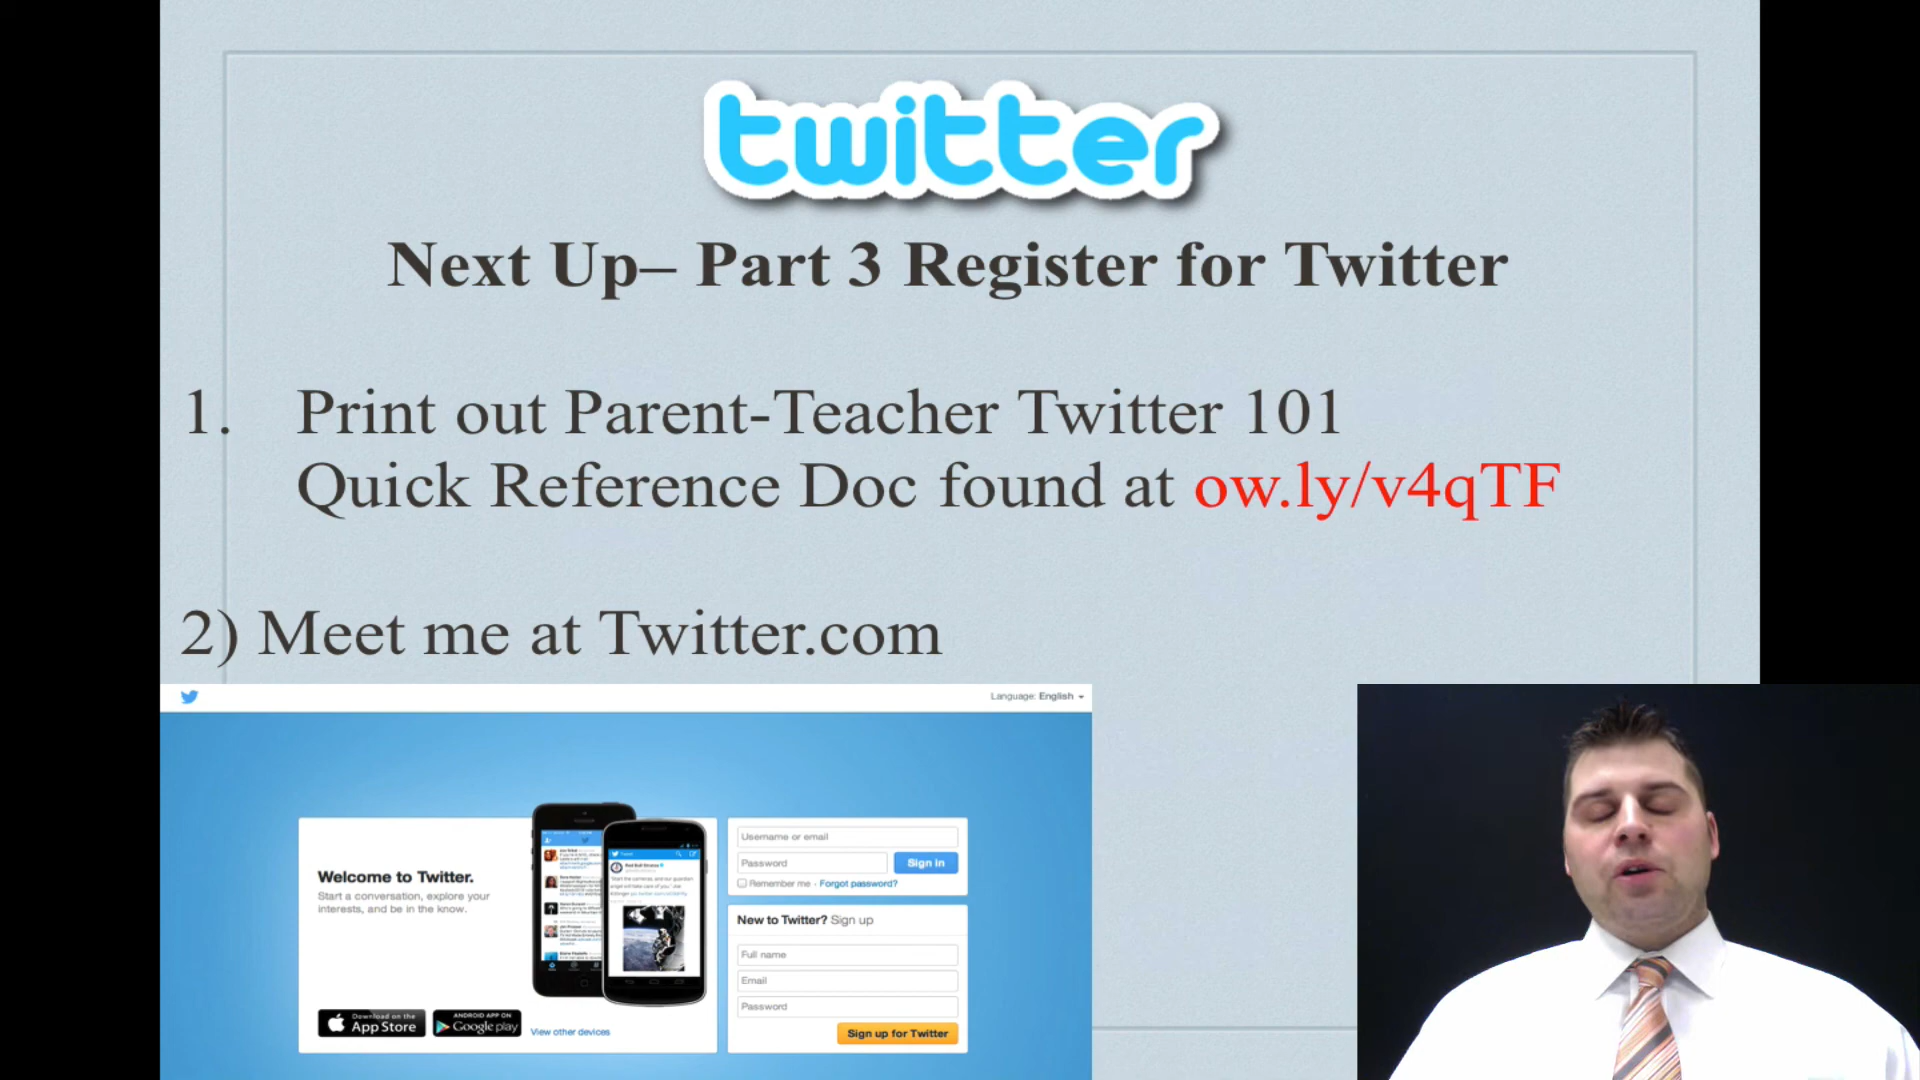 twitter
Next Up– Part 3 Register for Twitter
1. Print out Parent-Teacher Twitter 101
Quick Reference Doc found at ow.ly/v4qTF
2) Meet me at Twitter.com
Language: English
Welcome to Twitter.
Start a conversation, explore your
interests, and be in the know.
Download on the
App Store
ANDROID APP ON
Google play
View other devices
Username or email
Password
Sign in
Remember me · Forgot password?
New to Twitter? Sign up
Full name
Email
Password
Sign up for Twitter